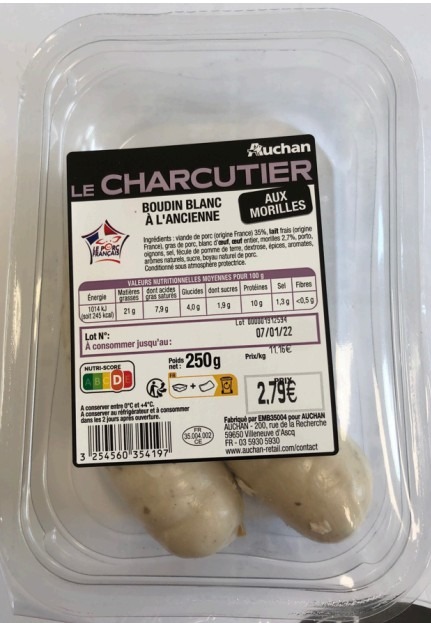 Auchan
LE CHARCUTIER
BOUDIN BLANC
À L'ANCIENNE
AUX
MORILLES
LE PORC
FRANÇAIS
Ingrédients : viande de porc (origine France) 35%, lait frais (origine
France), gras de porc, blanc d'œuf, œuf entier, morilles 2,7%, porto,
oignons, sel, fécule de pomme de terre, dextrose, épices, aromates,
arômes naturels, sucre, boyau naturel de porc.
Conditionné sous atmosphère protectrice.
VALEURS NUTRITIONNELLES MOYENNES POUR 100 g
Énergie Matières grasses dont acides gras saturés Glucides dont sucres Protéines Sel Fibres
1014 kJ (soit 245 kcal) 21 g 7,9 g 4,0 g 1,9 g 10 g 1,3 g <0,5 g
Lot N°:
À consommer jusqu'au :
07/01/22
NUTRI-SCORE
A B C D E
FR
Poids net : 250 g
Prix/kg 11.16€
PRIX
2.79€
A conserver entre 0°C et +4°C.
A conserver au réfrigérateur et à consommer
dans les 2 jours après ouverture.
3 254560 354197
FR
35.004.002
CE
Fabriqué par EMB35004 pour AUCHAN
AUCHAN - 200, rue de la Recherche
59650 Villeneuve d'Ascq
FR - 03 5930 5930
www.auchan-retail.com/contact